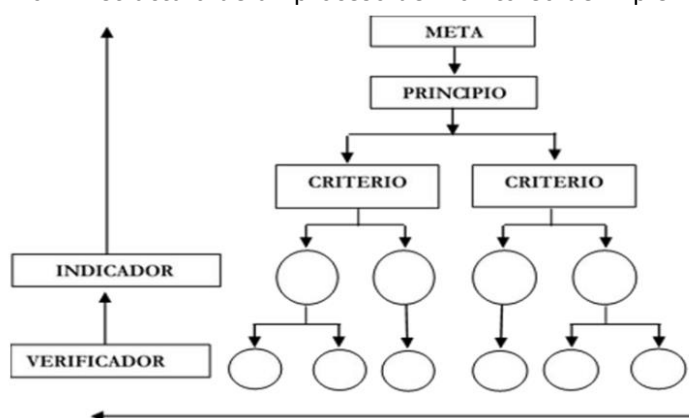 META
PRINCIPIO
CRITERIO
CRITERIO
INDICADOR
VERIFICADOR